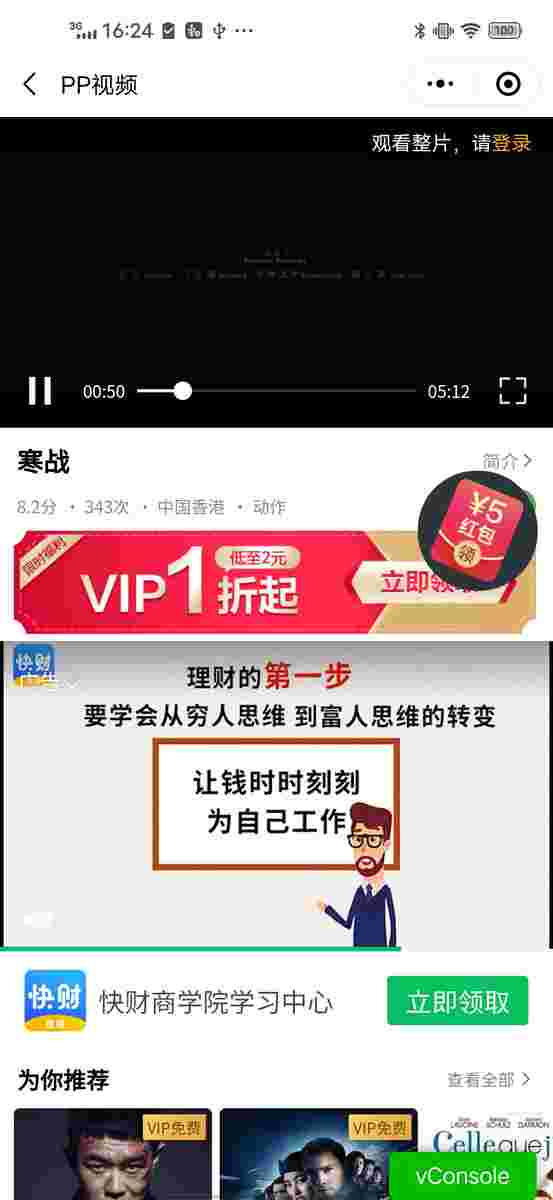 3G 16:24 100
PP视频
观看整片，请登录
00:50
05:12
寒战
简介
8.2分 · 343次 · 中国香港 · 动作
¥5
红包
领
限时福利
VIP1折起
低至2元
立即领
快财
广告
理财的第一步
要学会从穷人思维 到富人思维的转变
让钱时时刻刻
为自己工作
快财
快财商学院学习中心
立即领取
为你推荐
查看全部
VIP免费
VIP免费
vConsole